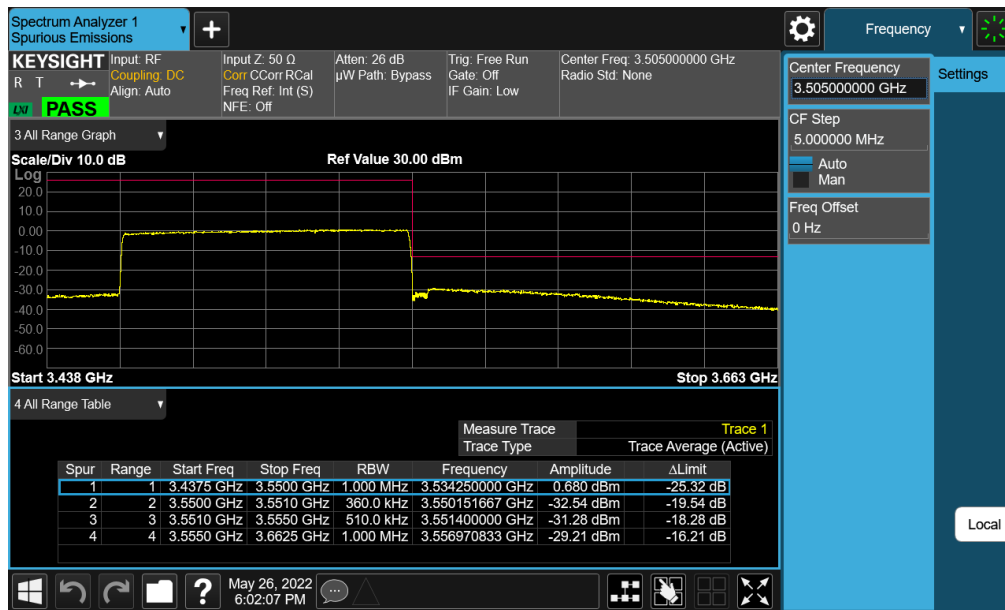 Spectrum Analyzer 1
Spurious Emissions
+
Frequency
KEYSIGHT
R T
LXI PASS
Input: RF
Coupling: DC
Align: Auto
Input Z: 50 Ω
Corr CCorr RCal
Freq Ref: Int (S)
NFE: Off
Atten: 26 dB
µW Path: Bypass
Trig: Free Run
Gate: Off
IF Gain: Low
Center Freq: 3.505000000 GHz
Radio Std: None
Center Frequency
3.505000000 GHz
Settings
CF Step
5.000000 MHz
Auto
Man
Freq Offset
0 Hz
Local
3 All Range Graph
Scale/Div 10.0 dB
Ref Value 30.00 dBm
Log
20.0
10.0
0.00
-10.0
-20.0
-30.0
-40.0
-50.0
-60.0
Start 3.438 GHz
Stop 3.663 GHz
4 All Range Table
Measure Trace Trace 1
Trace Type Trace Average (Active)
Spur Range Start Freq Stop Freq RBW Frequency Amplitude ΔLimit
1 1 3.4375 GHz 3.5500 GHz 1.000 MHz 3.534250000 GHz 0.680 dBm -25.32 dB
2 2 3.5500 GHz 3.5510 GHz 360.0 kHz 3.550151667 GHz -32.54 dBm -19.54 dB
3 3 3.5510 GHz 3.5550 GHz 510.0 kHz 3.551400000 GHz -31.28 dBm -18.28 dB
4 4 3.5550 GHz 3.6625 GHz 1.000 MHz 3.556970833 GHz -29.21 dBm -16.21 dB
?
May 26, 2022
6:02:07 PM